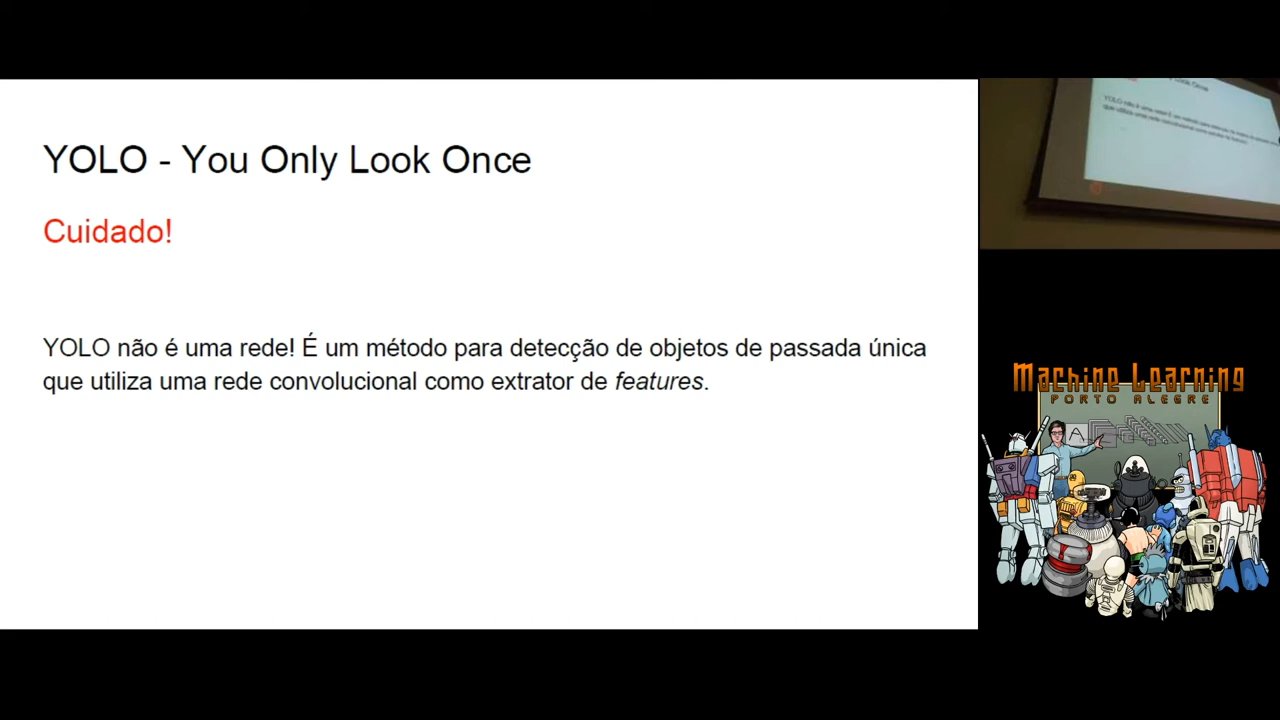 YOLO - You Only Look Once
Cuidado!
YOLO não é uma rede! É um método para detecção de objetos de passada única
que utiliza uma rede convolucional como extrator de features.
Machine Learning
PORTO ALEGRE
A